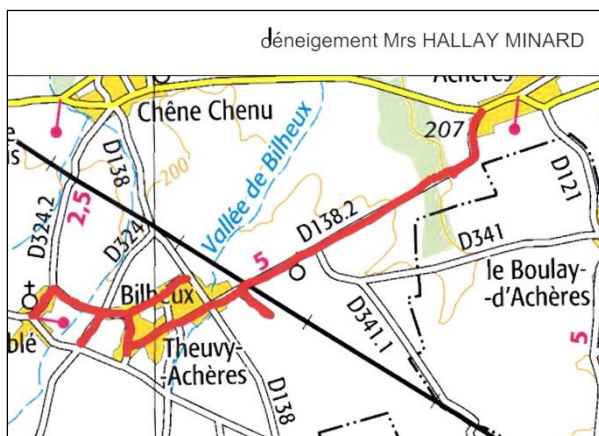 déneigement Mrs HALLAY MINARD
Achères
Chêne Chenu
207
200
D138
D324.2
2,5
D324
Vallée de Bilheux
D138.2
D121
D341
5
Bilheux
le Boulay-
-d'Achères
blé
Theuvy-
-Achères
D341.1
5
D138